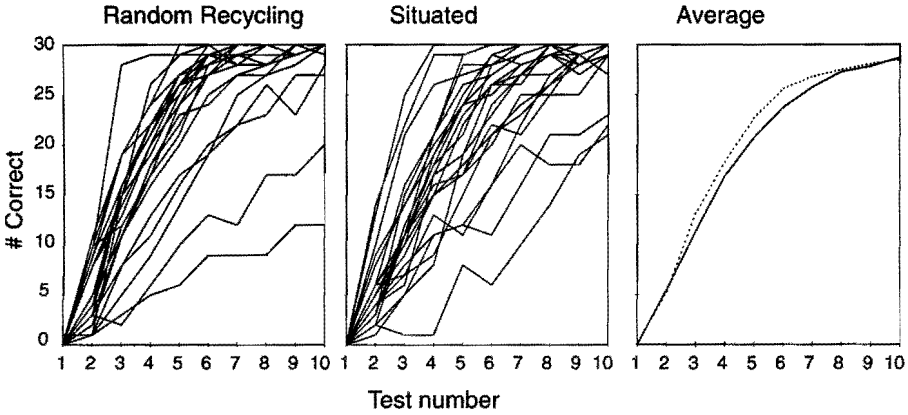 Random Recycling Situated Average
# Correct
30
25
20
15
10
5
0
1 2 3 4 5 6 7 8 9 10 1 2 3 4 5 6 7 8 9 10 1 2 3 4 5 6 7 8 9 10
Test number